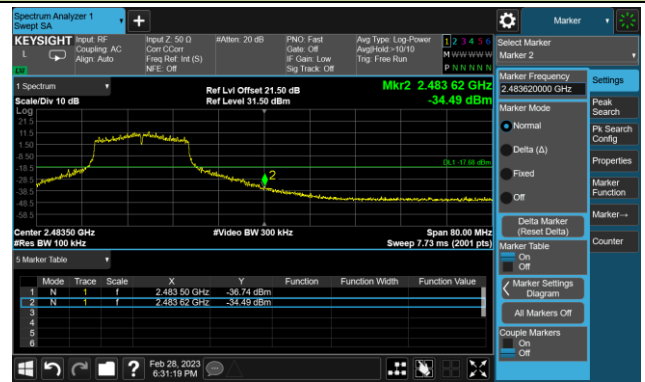 Spectrum Analyzer 1
Swept SA
Marker
KEYSIGHT
L
Input: RF
Coupling: AC
Align: Auto
Input Z: 50 Ω
Corr CCorr
Freq Ref: Int (S)
NFE: Off
#Atten: 20 dB
PNO: Fast
Gate: Off
IF Gain: Low
Sig Track: Off
Avg Type: Log-Power
Avg|Hold:>10/10
Trig: Free Run
1 2 3 4 5 6
M W W W W W
P N N N N N
Select Marker
Marker 2
LW
1 Spectrum
Scale/Div 10 dB
Log
Ref Lvl Offset 21.50 dB
Ref Level 31.50 dBm
Mkr2 2.483 62 GHz
-34.49 dBm
21.5
11.5
1.50
-8.50
-18.5
-28.5
-38.5
-48.5
-58.5
DL1 -17.68 dBm
2
Center 2.48350 GHz
#Res BW 100 kHz
#Video BW 300 kHz
Span 80.00 MHz
Sweep 7.73 ms (2001 pts)
5 Marker Table
Mode Trace Scale X Y Function Function Width Function Value
1 N 1 f 2.483 50 GHz -36.74 dBm
2 N 1 f 2.483 62 GHz -34.49 dBm
3
4
5
6
Marker Frequency
2.483620000 GHz
Marker Mode
Normal
Delta (Δ)
Fixed
Off
Delta Marker
(Reset Delta)
Marker Table
On
Off
Marker Settings
Diagram
All Markers Off
Couple Markers
On
Off
Settings
Peak
Search
Pk Search
Config
Properties
Marker
Function
Marker→
Counter
?
Feb 28, 2023
6:31:19 PM